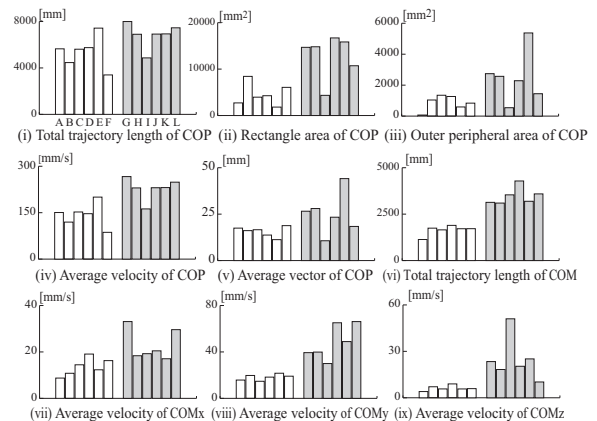 [mm] [mm2] [mm2]
8000 20000 6000
4000 10000 4000
2000
0 0 0
A B C D E F G H I J K L
(i) Total trajectory length of COP (ii) Rectangle area of COP (iii) Outer peripheral area of COP
[mm/s] [mm] [mm]
300 50 5000
150 25 2500
0 0 0
(iv) Average velocity of COP (v) Average vector of COP (vi) Total trajectory length of COM
[mm/s] [mm/s] [mm/s]
40 80 60
20 40 30
0 0 0
(vii) Average velocity of COMx (viii) Average velocity of COMy (ix) Average velocity of COMz